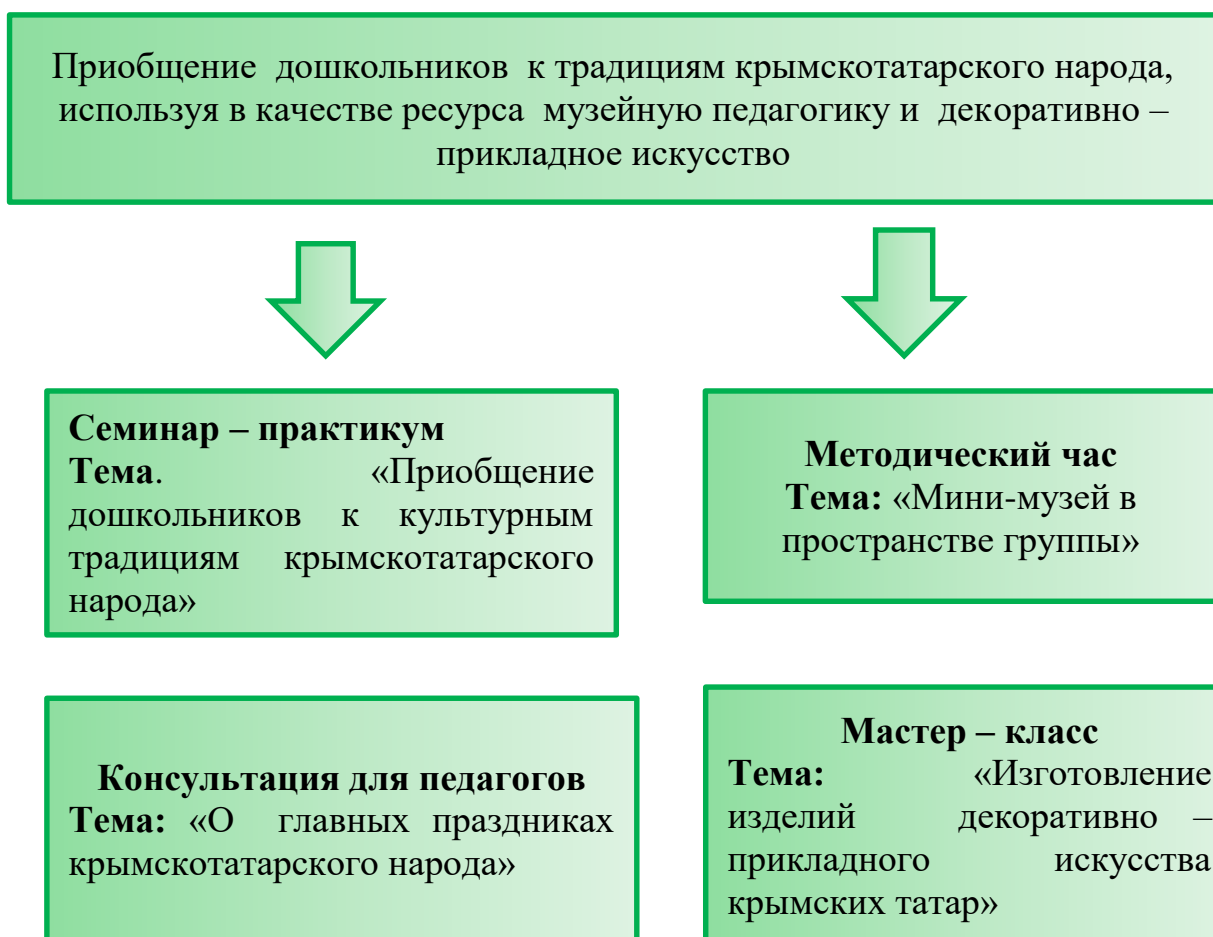 Приобщение дошкольников к традициям крымскотатарского народа,
используя в качестве ресурса музейную педагогику и декоративно –
прикладное искусство
Семинар – практикум
Тема. «Приобщение
дошкольников к культурным
традициям крымскотатарского
народа»
Методический час
Тема: «Мини-музей в
пространстве группы»
Консультация для педагогов
Тема: «О главных праздниках
крымскотатарского народа»
Мастер – класс
Тема: «Изготовление
изделий декоративно –
прикладного искусства
крымских татар»